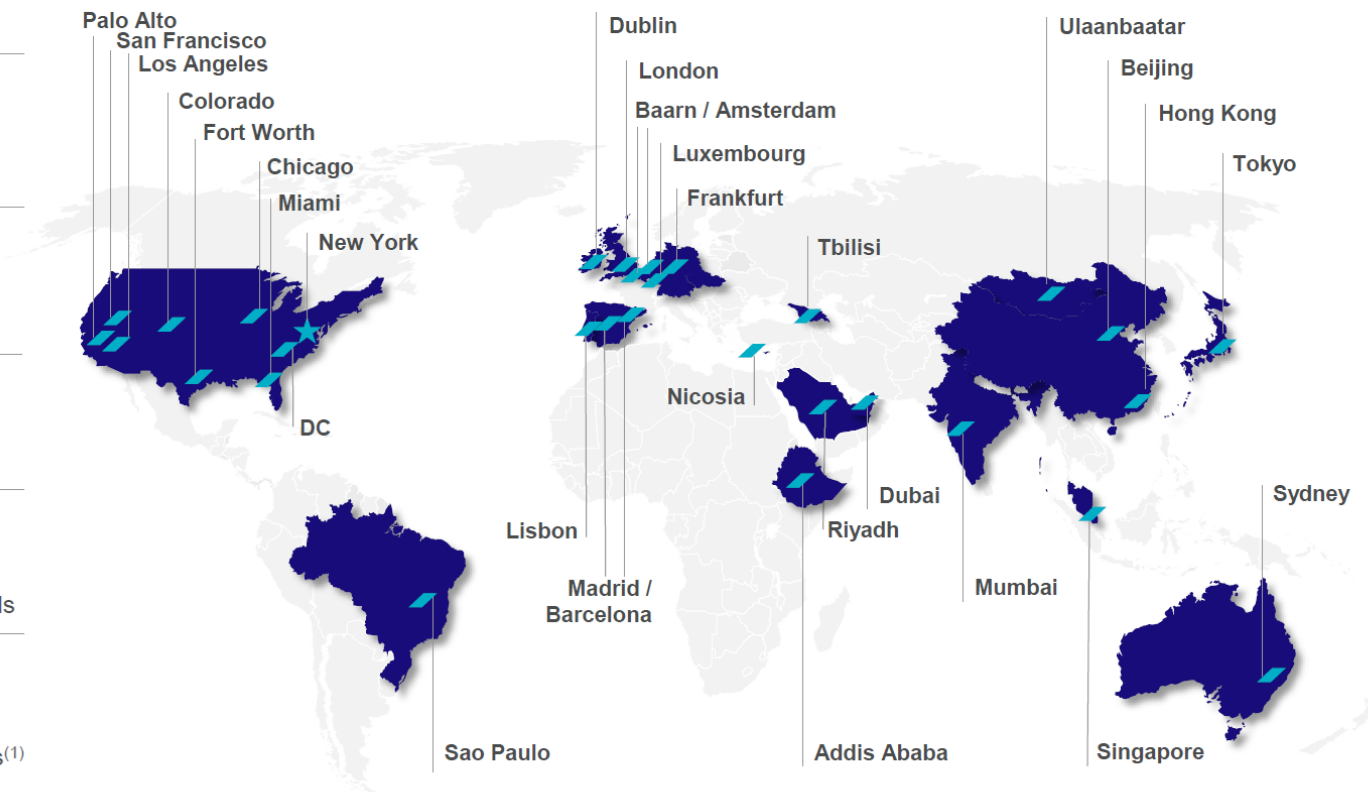 Palo Alto
San Francisco
Los Angeles
Colorado
Fort Worth
Chicago
Miami
New York
DC
Sao Paulo
Dublin
London
Baarn / Amsterdam
Luxembourg
Frankfurt
Tbilisi
Nicosia
Lisbon
Madrid /
Barcelona
Dubai
Riyadh
Addis Ababa
Ulaanbaatar
Beijing
Hong Kong
Tokyo
Mumbai
Singapore
Sydney
ls
s(1)